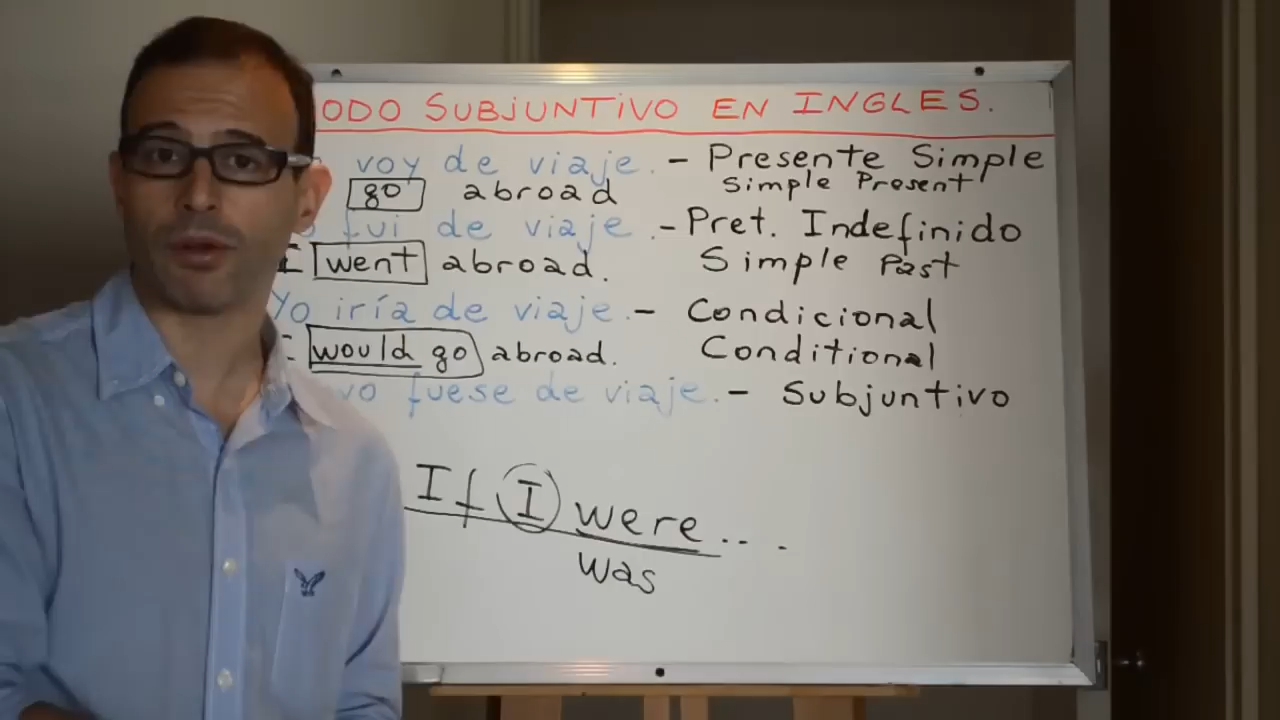 ODO SUBJUNTIVO EN INGLES.
voy de viaje. - Presente Simple
go abroad Simple Present
fui de viaje. - Pret. Indefinido
I went abroad. Simple Past
Yo iría de viaje. - Condicional
I would go abroad. Conditional
yo fuese de viaje. - Subjuntivo
If I were...
was